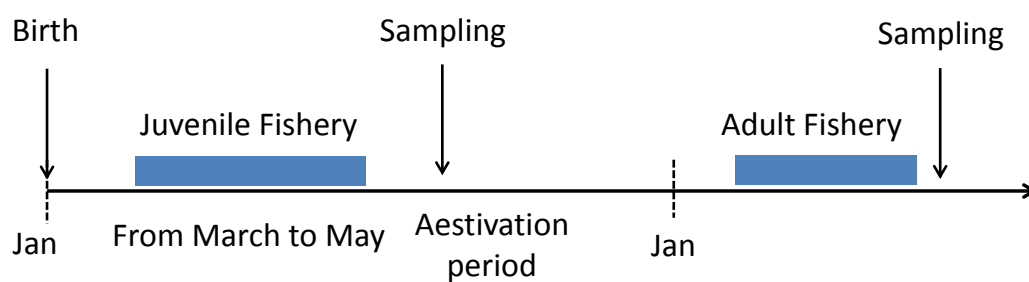 Birth
Sampling
Sampling
Juvenile Fishery
Adult Fishery
Jan
From March to May
Aestivation
period
Jan